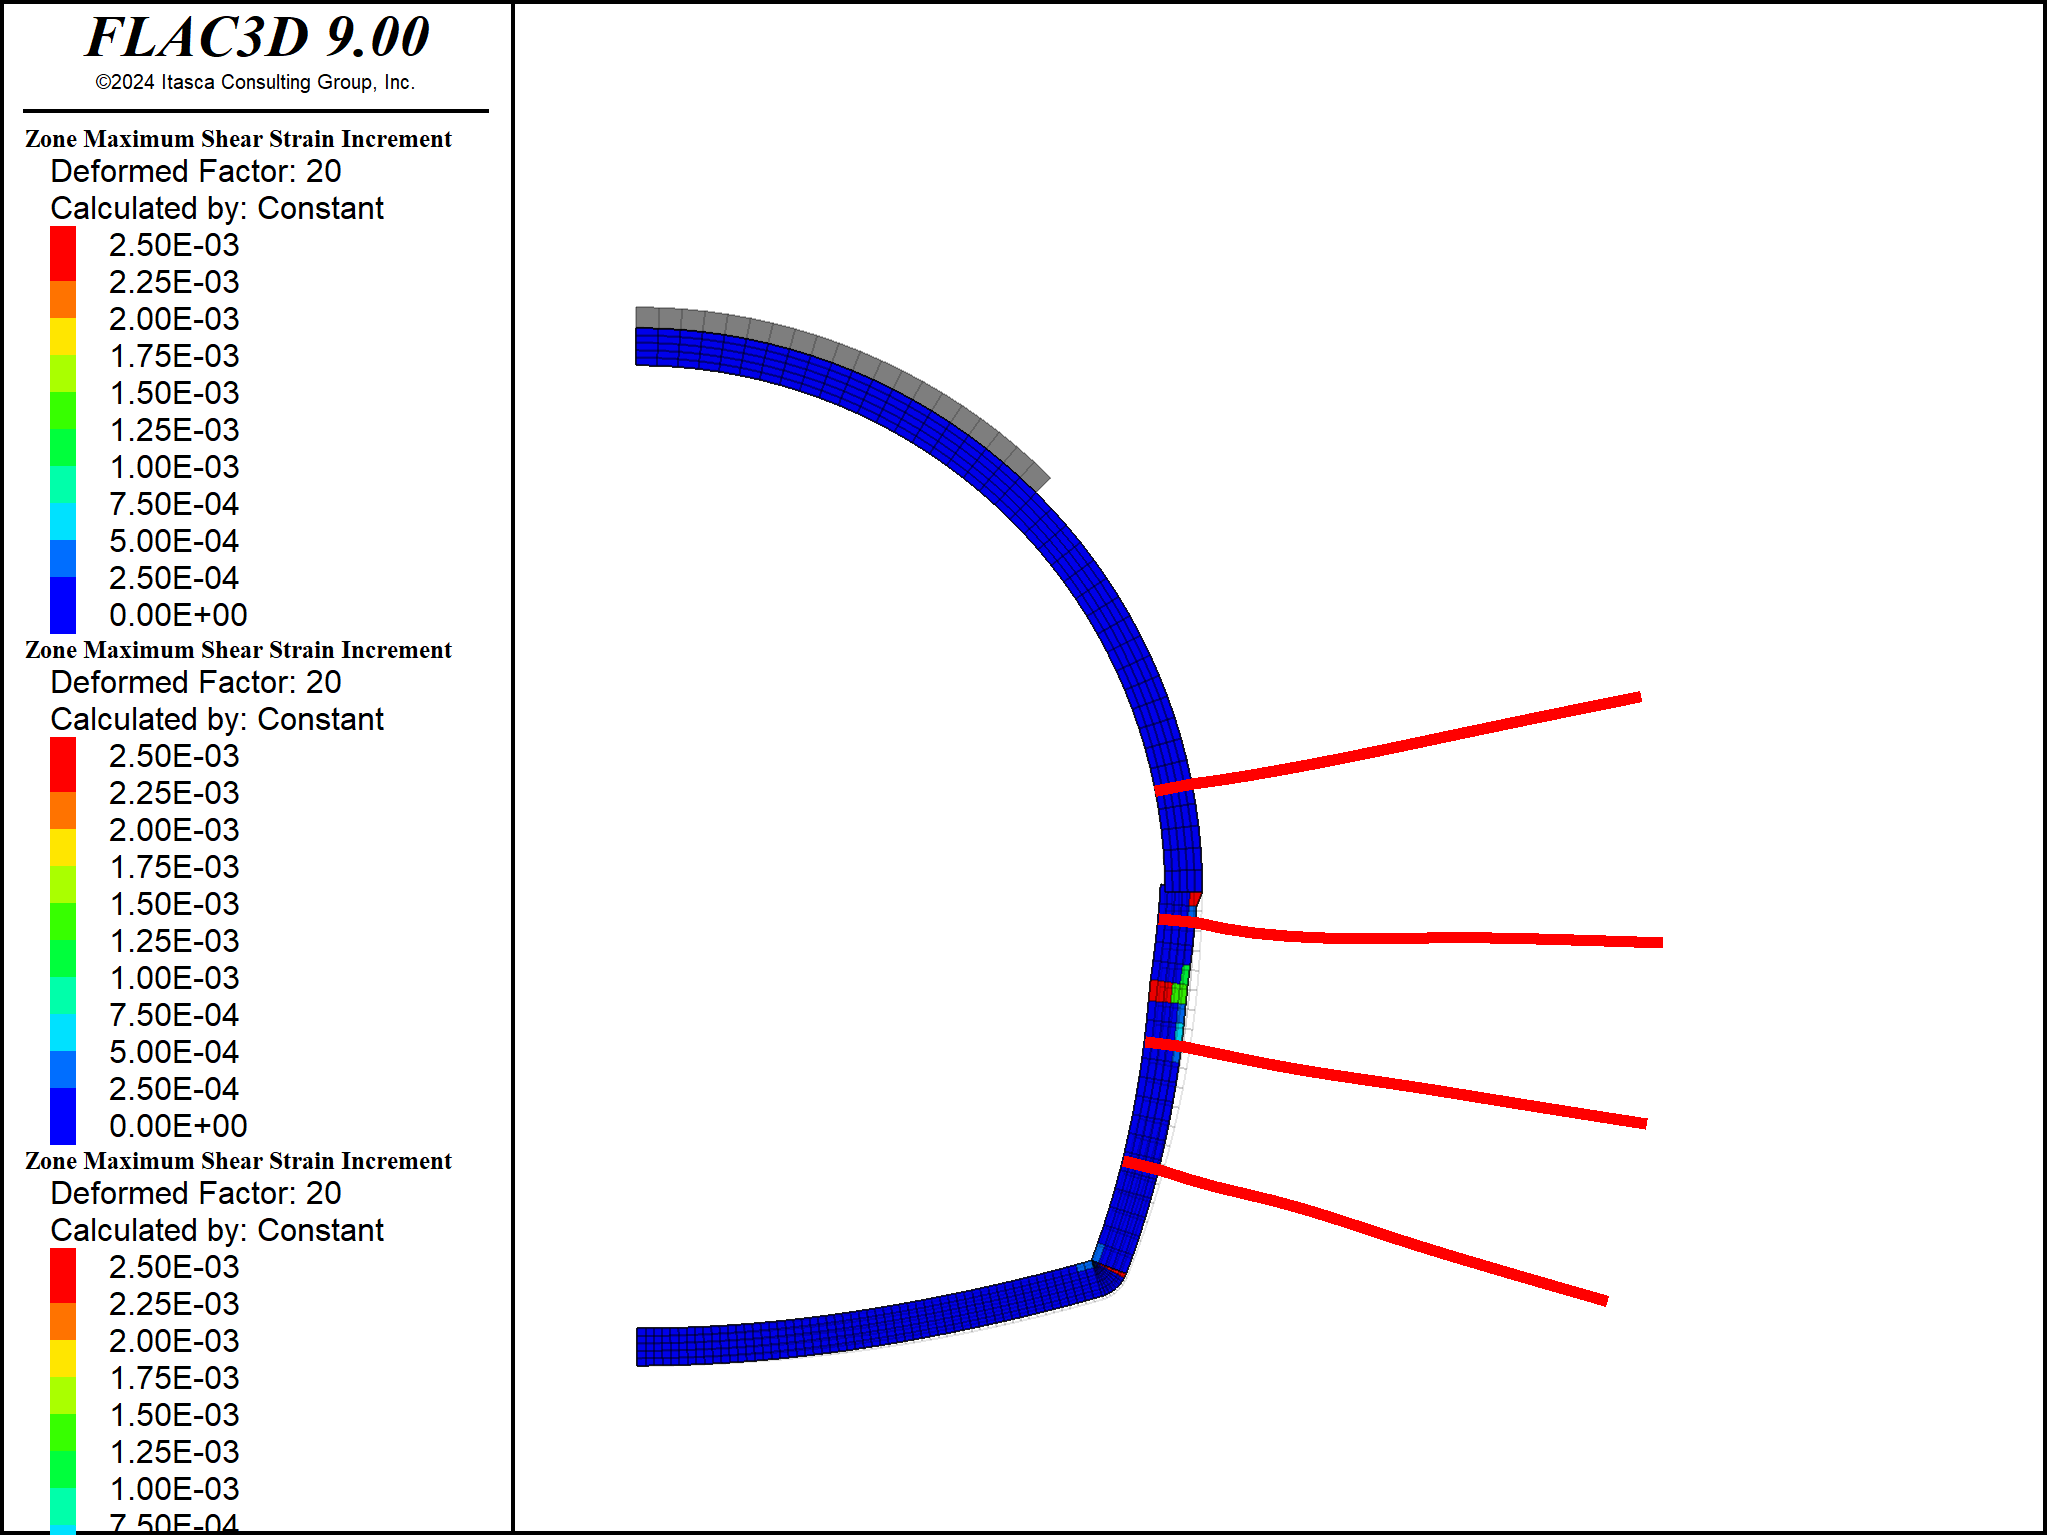 FLAC3D 9.00
©2024 Itasca Consulting Group, Inc.
Zone Maximum Shear Strain Increment
Deformed Factor: 20
Calculated by: Constant
2.50E-03
2.25E-03
2.00E-03
1.75E-03
1.50E-03
1.25E-03
1.00E-03
7.50E-04
5.00E-04
2.50E-04
0.00E+00
Zone Maximum Shear Strain Increment
Deformed Factor: 20
Calculated by: Constant
2.50E-03
2.25E-03
2.00E-03
1.75E-03
1.50E-03
1.25E-03
1.00E-03
7.50E-04
5.00E-04
2.50E-04
0.00E+00
Zone Maximum Shear Strain Increment
Deformed Factor: 20
Calculated by: Constant
2.50E-03
2.25E-03
2.00E-03
1.75E-03
1.50E-03
1.25E-03
1.00E-03
7.50E-04